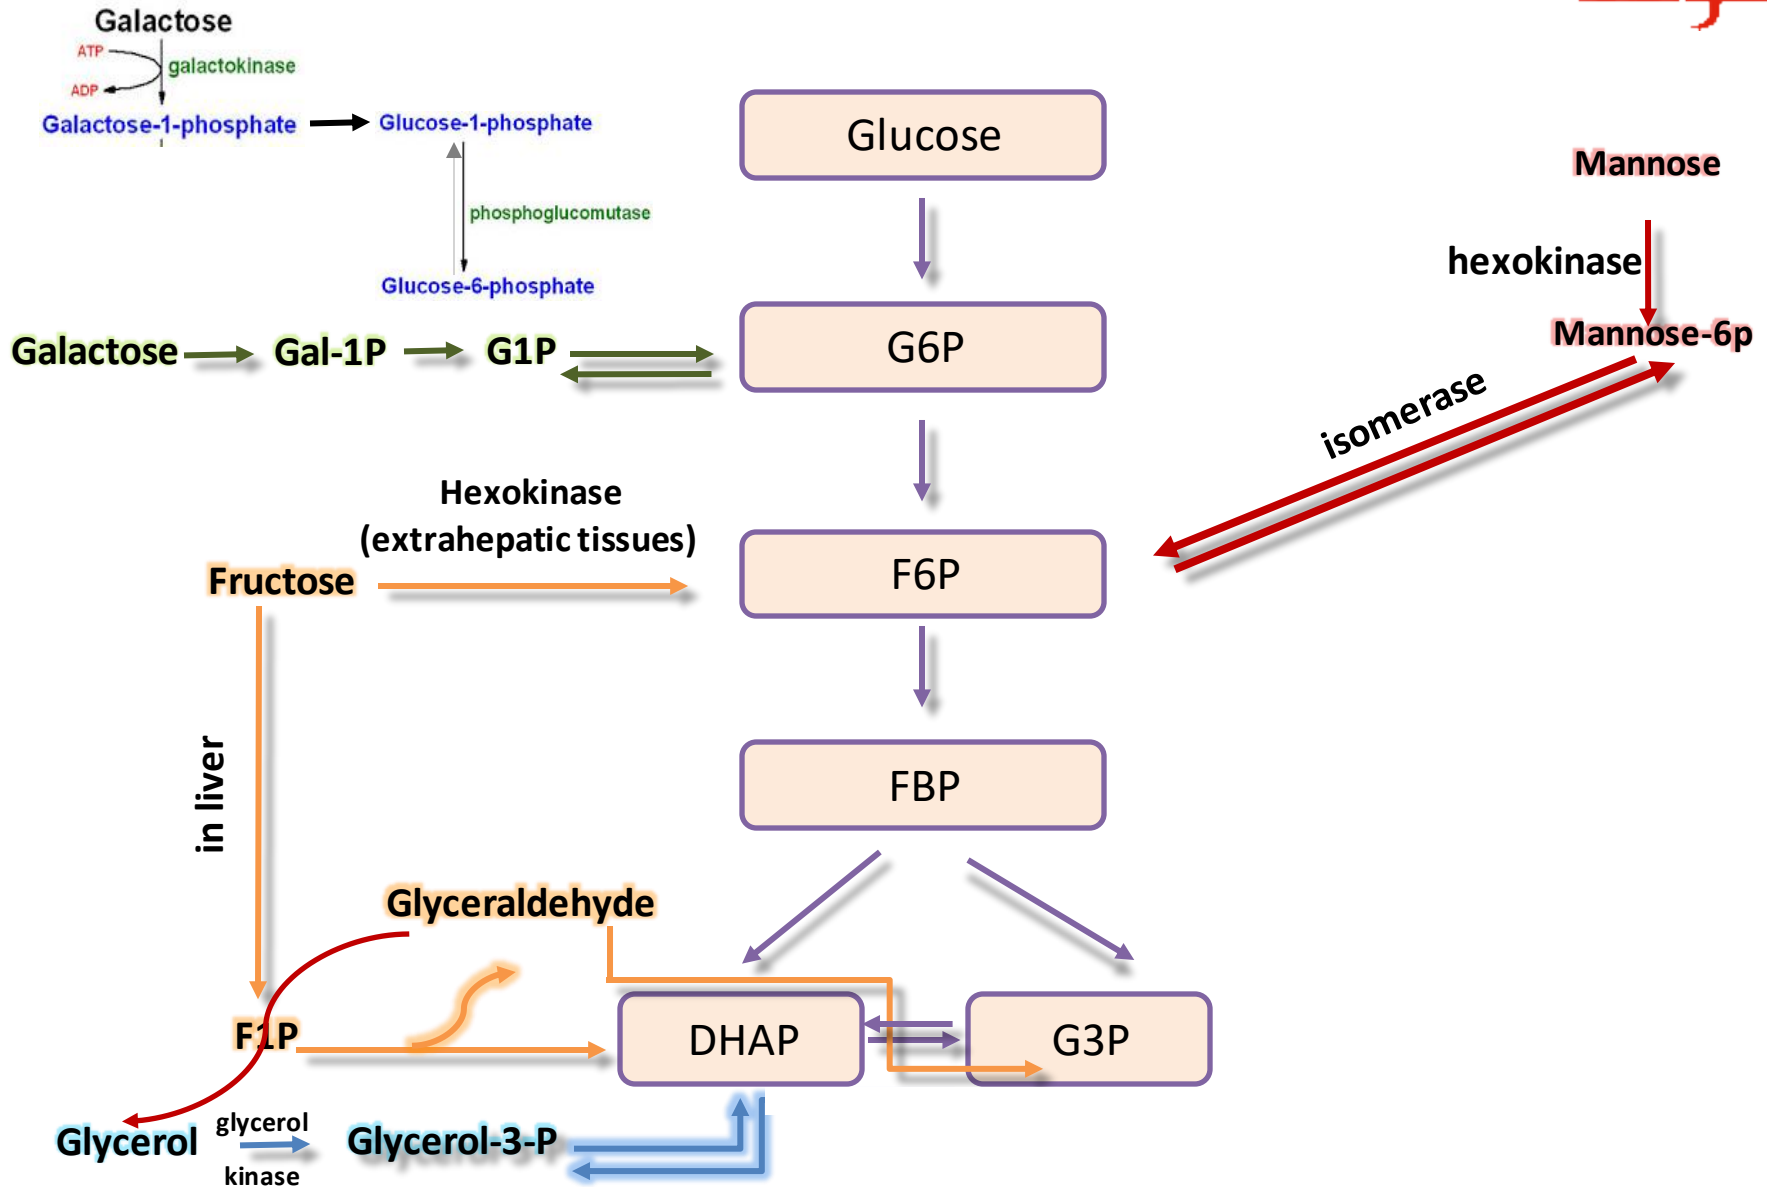 Galactose
ATP
galactokinase
ADP
Galactose-1-phosphate
Glucose-1-phosphate
phosphoglucomutase
Glucose-6-phosphate
Glucose
Mannose
hexokinase
Mannose-6p
Galactose
Gal-1P
G1P
G6P
isomerase
Hexokinase
(extrahepatic tissues)
Fructose
F6P
in liver
FBP
Glyceraldehyde
F1P
DHAP
G3P
Glycerol
glycerol
kinase
Glycerol-3-P